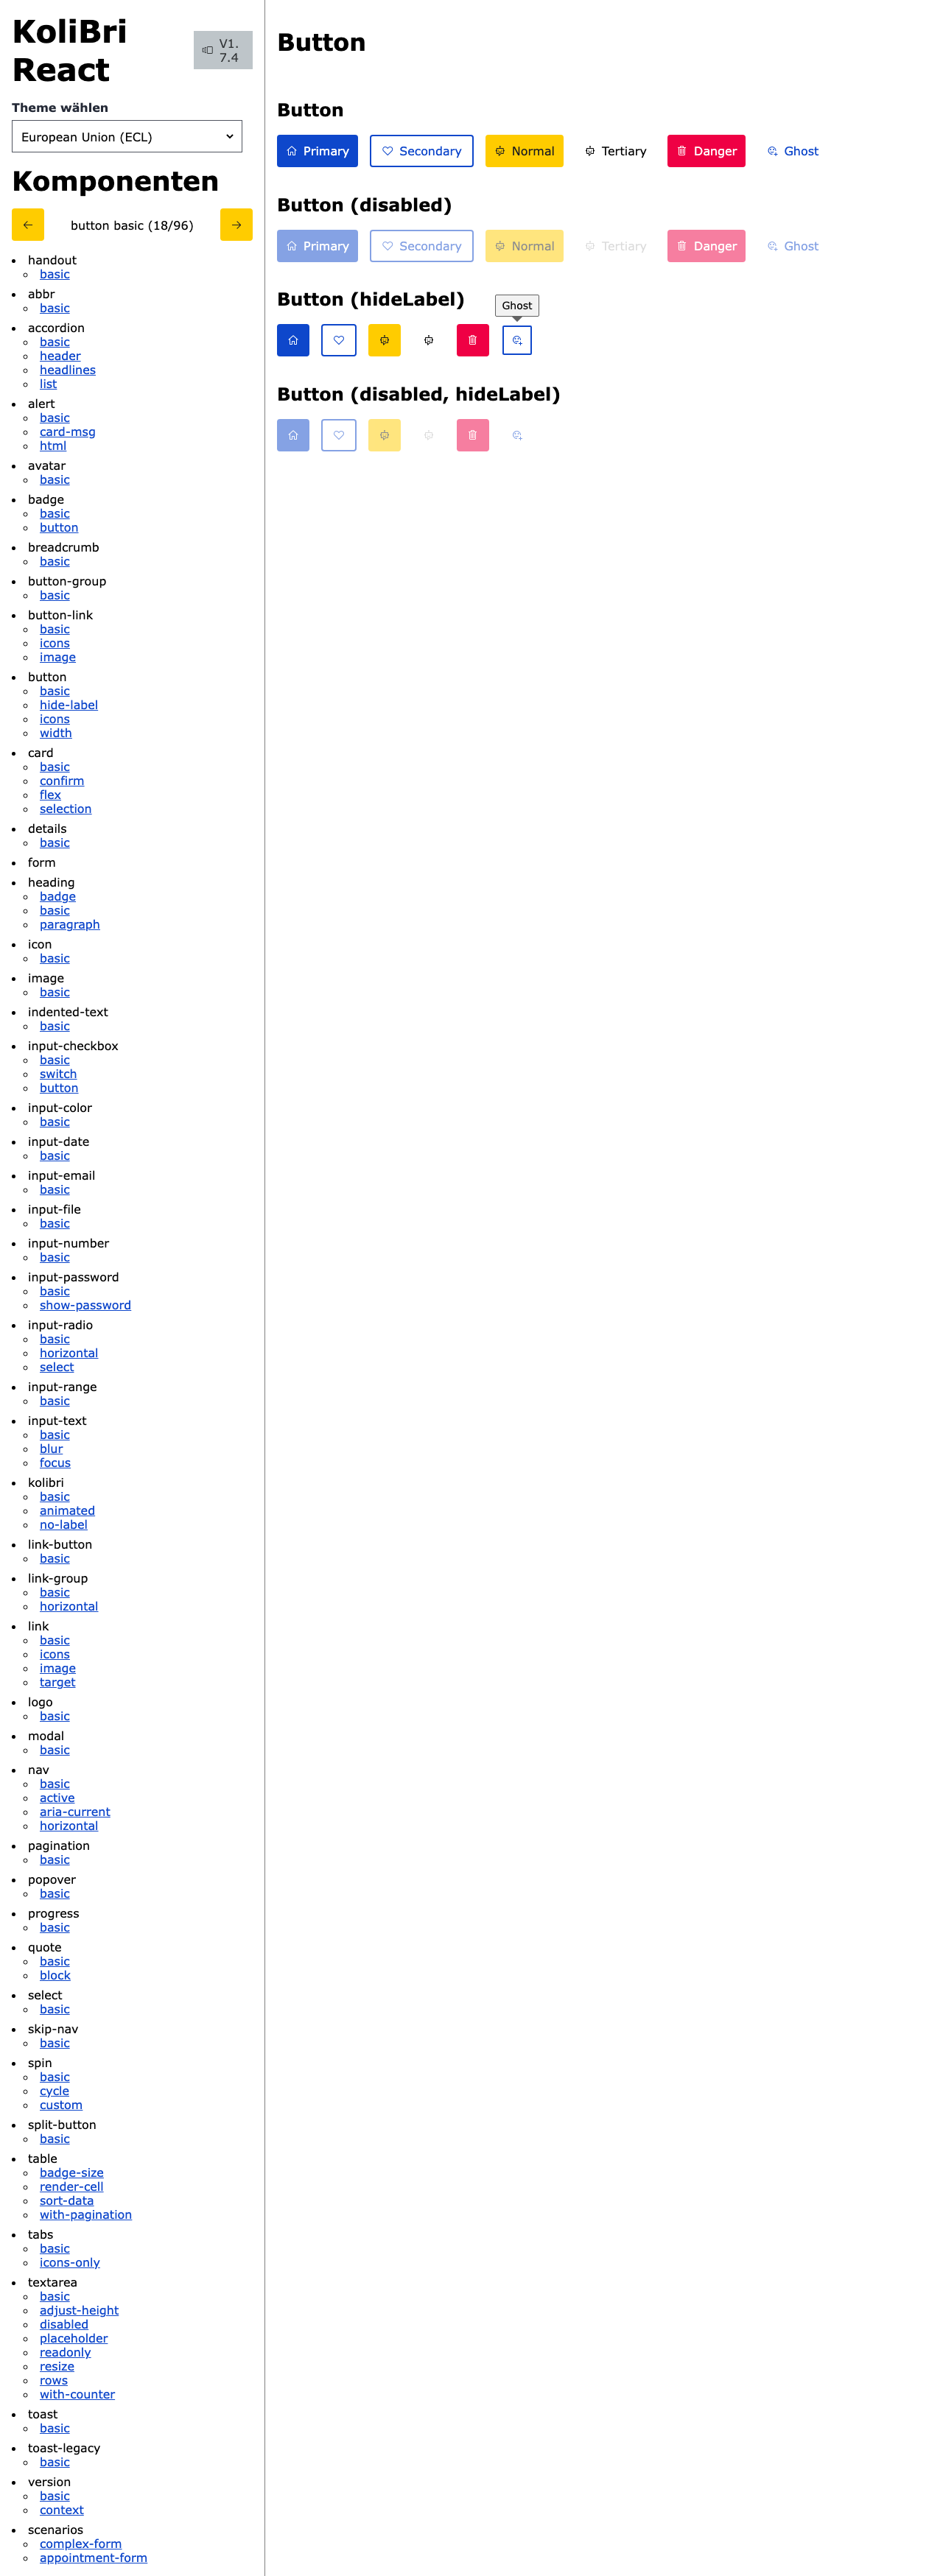 KoliBri
React
V1.
7.4
Theme wählen
European Union (ECL)
Komponenten
button basic (18/96)
handout
basic
abbr
basic
accordion
basic
header
headlines
list
alert
basic
card-msg
html
avatar
basic
badge
basic
button
breadcrumb
basic
button-group
basic
button-link
basic
icons
image
button
basic
hide-label
icons
width
card
basic
confirm
flex
selection
details
basic
form
heading
badge
basic
paragraph
icon
basic
image
basic
indented-text
basic
input-checkbox
basic
switch
button
input-color
basic
input-date
basic
input-email
basic
input-file
basic
input-number
basic
input-password
basic
show-password
input-radio
basic
horizontal
select
input-range
basic
input-text
basic
blur
focus
kolibri
basic
animated
no-label
link-button
basic
link-group
basic
horizontal
link
basic
icons
image
target
logo
basic
modal
basic
nav
basic
active
aria-current
horizontal
pagination
basic
popover
basic
progress
basic
quote
basic
block
select
basic
skip-nav
basic
spin
basic
cycle
custom
split-button
basic
table
badge-size
render-cell
sort-data
with-pagination
tabs
basic
icons-only
textarea
basic
adjust-height
disabled
placeholder
readonly
resize
rows
with-counter
toast
basic
toast-legacy
basic
version
basic
context
scenarios
complex-form
appointment-form
Button
Button
Primary Secondary Normal Tertiary Danger Ghost
Button (disabled)
Primary Secondary Normal Tertiary Danger Ghost
Button (hideLabel)
Ghost
Button (disabled, hideLabel)